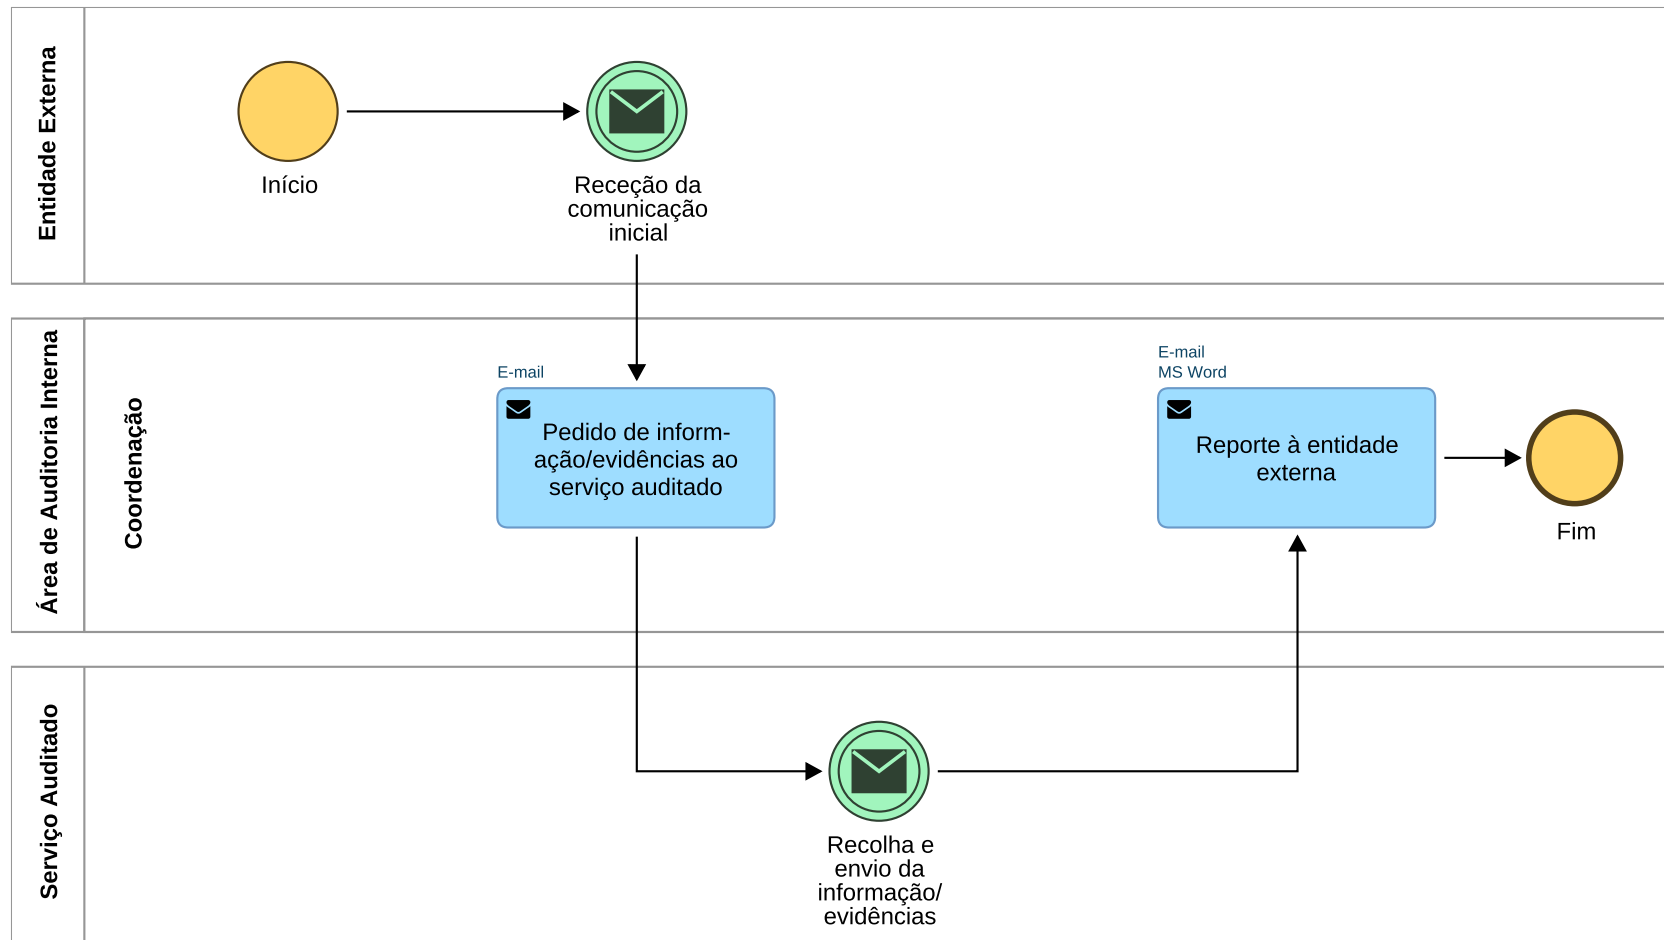 Entidade Externa
Início
Receção da
comunicação
inicial
Área de Auditoria Interna
Coordenação
E-mail
Pedido de inform-
ação/evidências ao
serviço auditado
E-mail
MS Word
Reporte à entidade
externa
Fim
Serviço Auditado
Recolha e
envio da
informação/
evidências